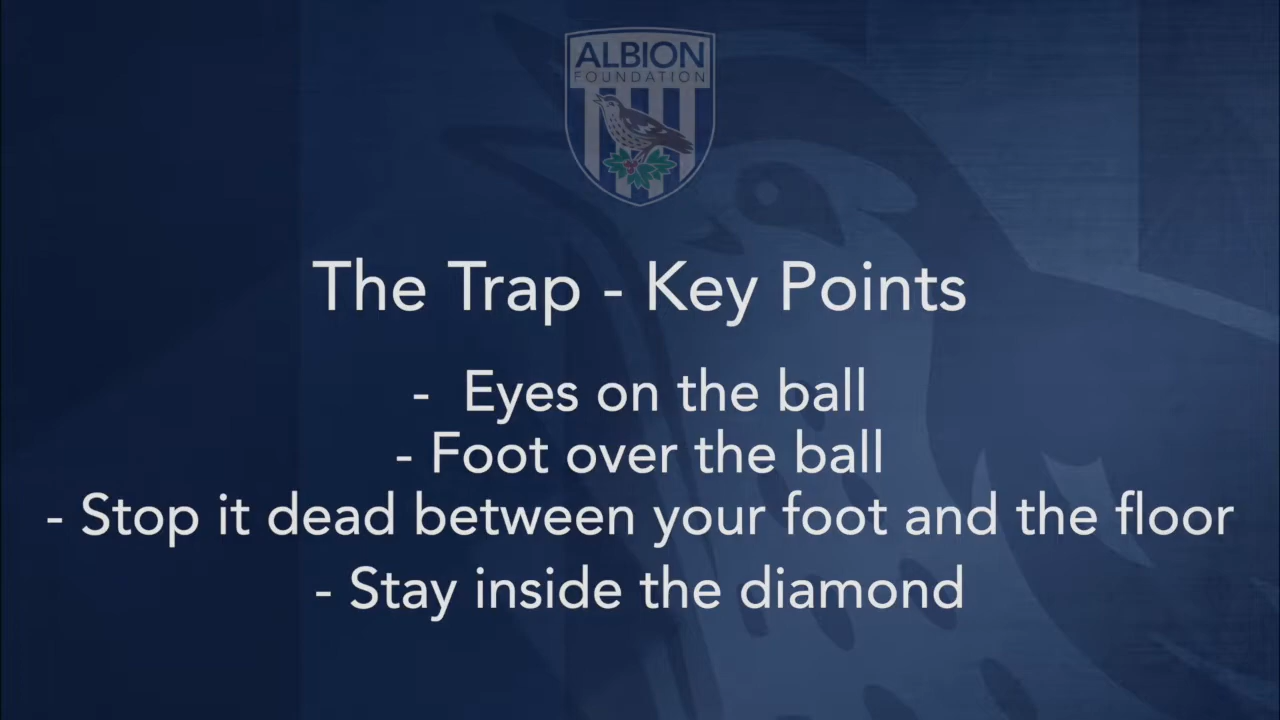 ALBION
FOUNDATION
The Trap - Key Points
- Eyes on the ball
- Foot over the ball
- Stop it dead between your foot and the floor
- Stay inside the diamond